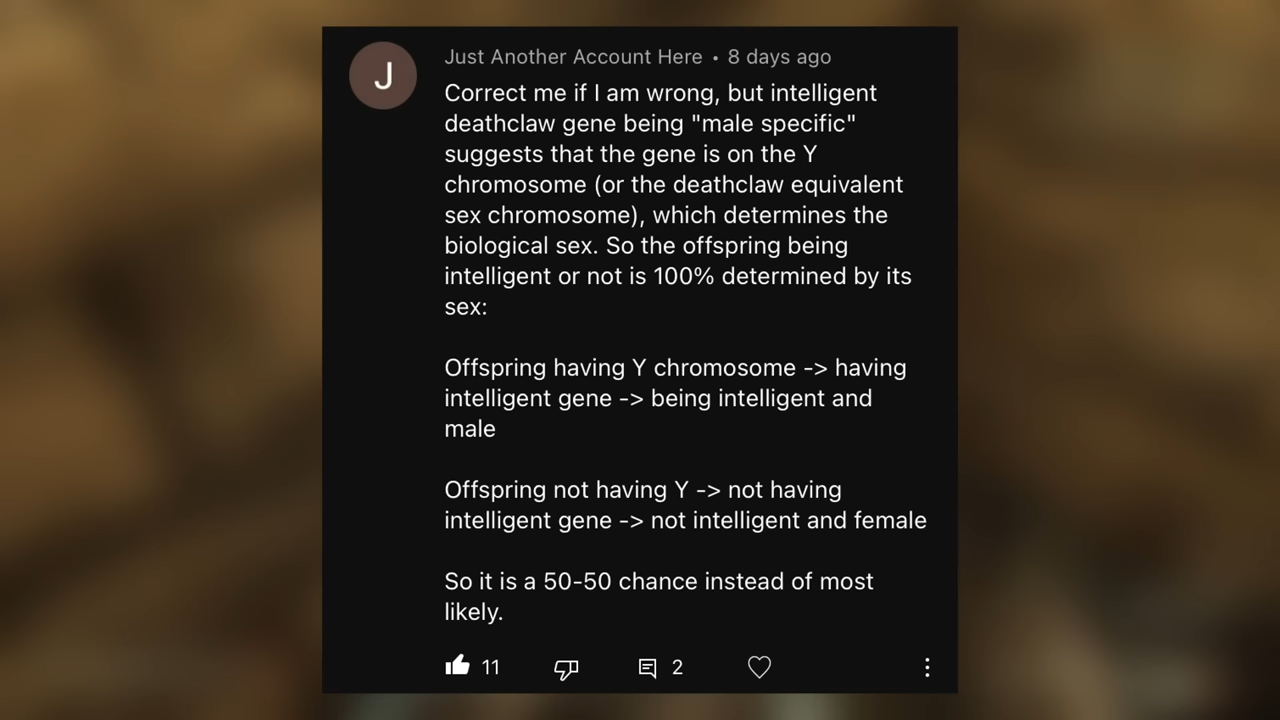 J
Just Another Account Here • 8 days ago
Correct me if I am wrong, but intelligent
deathclaw gene being "male specific"
suggests that the gene is on the Y
chromosome (or the deathclaw equivalent
sex chromosome), which determines the
biological sex. So the offspring being
intelligent or not is 100% determined by its
sex:
Offspring having Y chromosome -> having
intelligent gene -> being intelligent and
male
Offspring not having Y -> not having
intelligent gene -> not intelligent and female
So it is a 50-50 chance instead of most
likely.
11
2